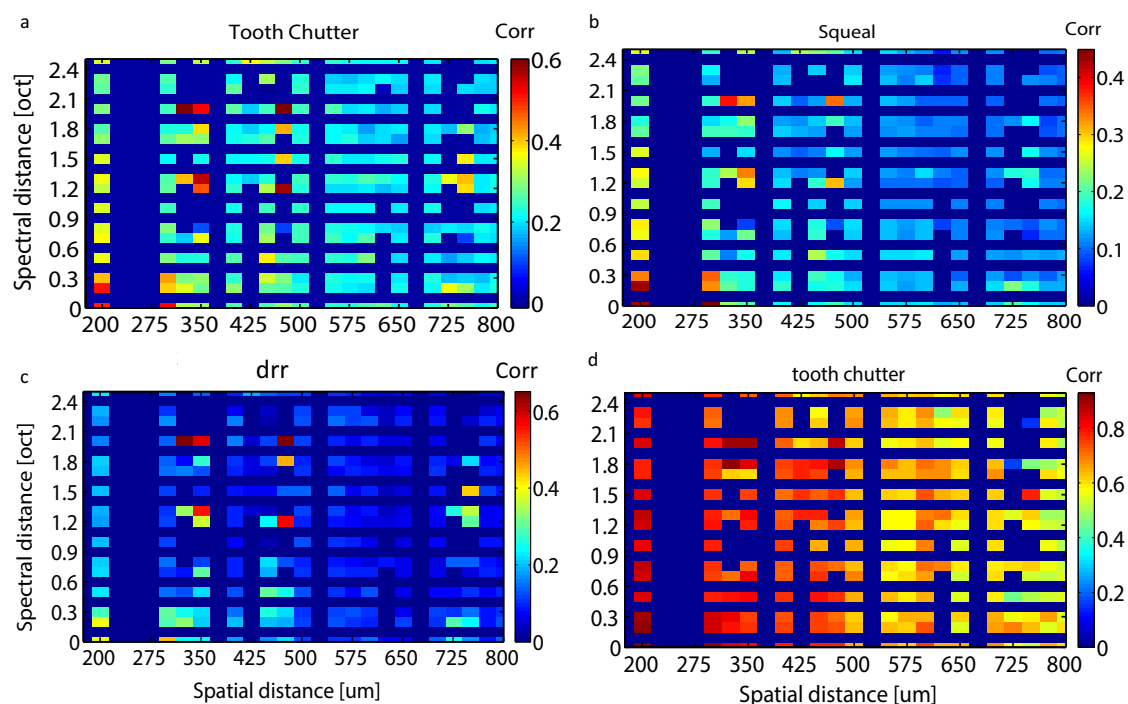 a
Tooth Chutter
Corr
Spectral distance [oct]
2.4
2.1
1.8
1.5
1.2
0.9
0.6
0.3
0
200 275 350 425 500 575 650 725 800
0.6
0.4
0.2
0
b
Squeal
Corr
2.4
2.1
1.8
1.5
1.2
0.9
0.6
0.3
0
200 275 350 425 500 575 650 725 800
0.4
0.3
0.2
0.1
0
c
drr
Corr
Spectral distance [oct]
2.4
2.1
1.8
1.5
1.2
0.9
0.6
0.3
0
200 275 350 425 500 575 650 725 800
Spatial distance [um]
0.6
0.4
0.2
0
d
tooth chutter
Corr
2.4
2.1
1.8
1.5
1.2
0.9
0.6
0.3
0
200 275 350 425 500 575 650 725 800
Spatial distance [um]
0.8
0.6
0.4
0.2
0